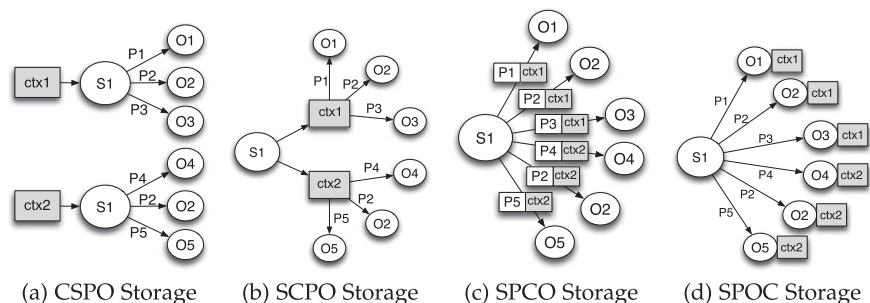 ctx1
S1
P1
P2
P3
O1
O2
O3
ctx2
S1
P4
P2
P5
O4
O2
O5
(a) CSPO Storage
S1
ctx1
P1
P2
P3
O1
O2
O3
ctx2
P4
P2
P5
O4
O2
O5
(b) SCPO Storage
S1
P1 ctx1
P2 ctx1
P3 ctx1
P4 ctx2
P2 ctx2
P5 ctx2
O1
O2
O3
O4
O2
O5
(c) SPCO Storage
S1
P1
P2
P3
P4
P2
P5
O1 ctx1
O2 ctx1
O3 ctx1
O4 ctx2
O2 ctx2
O5 ctx2
(d) SPOC Storage